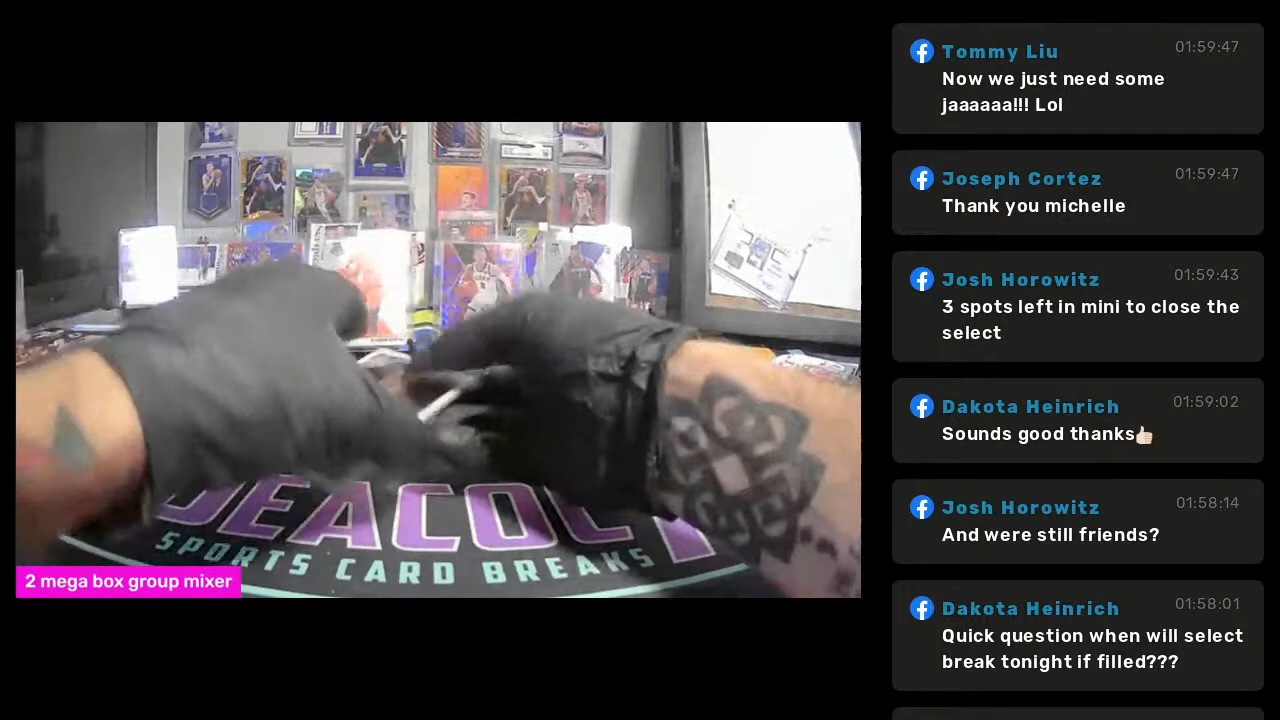 Tommy Liu 01:59:47
Now we just need some
jaaaaaa!!! Lol
Joseph Cortez 01:59:47
Thank you michelle
Josh Horowitz 01:59:43
3 spots left in mini to close the
select
Dakota Heinrich 01:59:02
Sounds good thanks👍🏻
Josh Horowitz 01:58:14
And were still friends?
Dakota Heinrich 01:58:01
Quick question when will select
break tonight if filled???
SPORTS CARD BREAKS
2 mega box group mixer